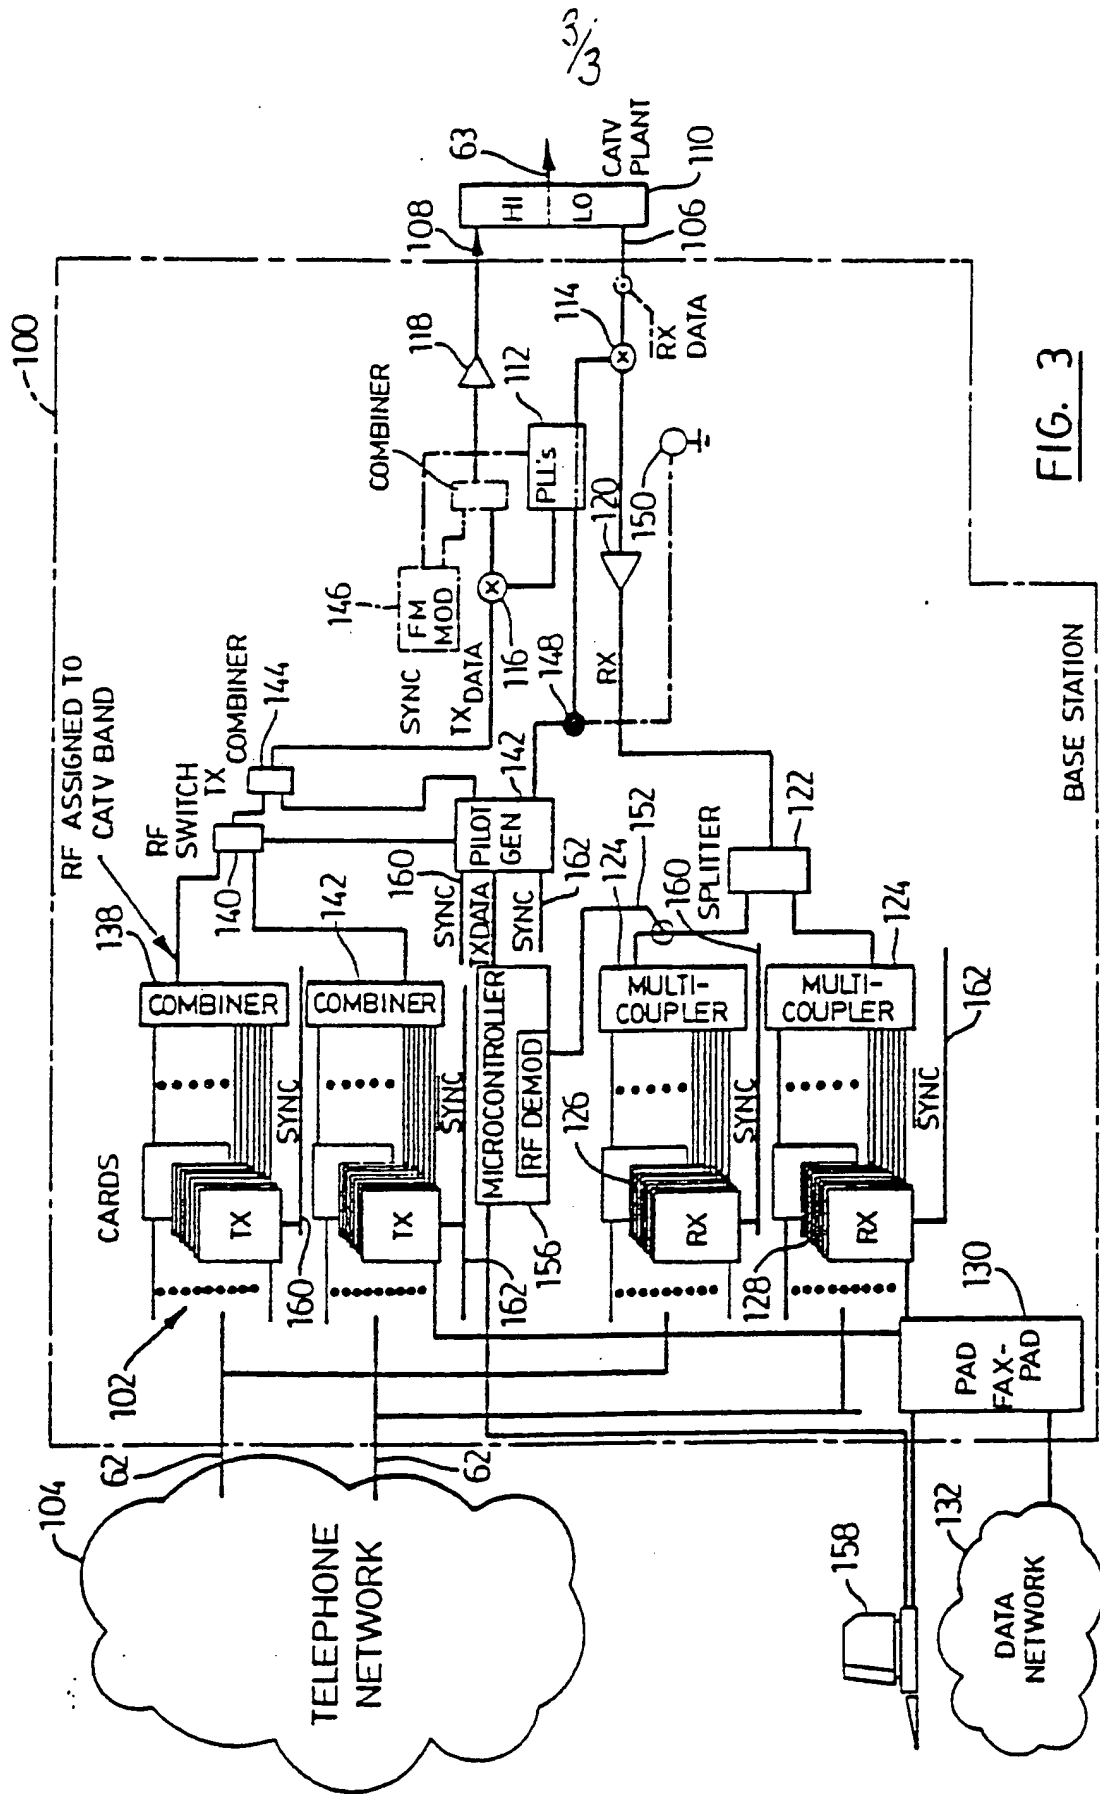 3/3
100
RF ASSIGNED TO
CATV BAND
RF
SWITCH
TX
COMBINER
144
138
140
COMBINER
142
COMBINER
CARDS
102
TX
TX
SYNC
160
S̅Y̅N̅C̅
162
104
TELEPHONE
NETWORK
62
62
SYNC
160
TXDATA
SYNC
162
PILOT
GEN
142
MICROCONTROLLER
RF DEMOD
156
SYNC
TX DATA
146
FM
MOD
116
COMBINER
118
112
PLL's
108
63
HI
LO
CATV
PLANT
110
106
114
R̅X
DATA
148
120
150
RX
152
124
MULTI-
COUPLER
160
SPLITTER
122
124
MULTI-
COUPLER
126
RX
SYNC
128
RX
S̅Y̅N̅C̅
162
130
PAD
FAX-
PAD
158
132
DATA
NETWORK
BASE STATION
FIG. 3